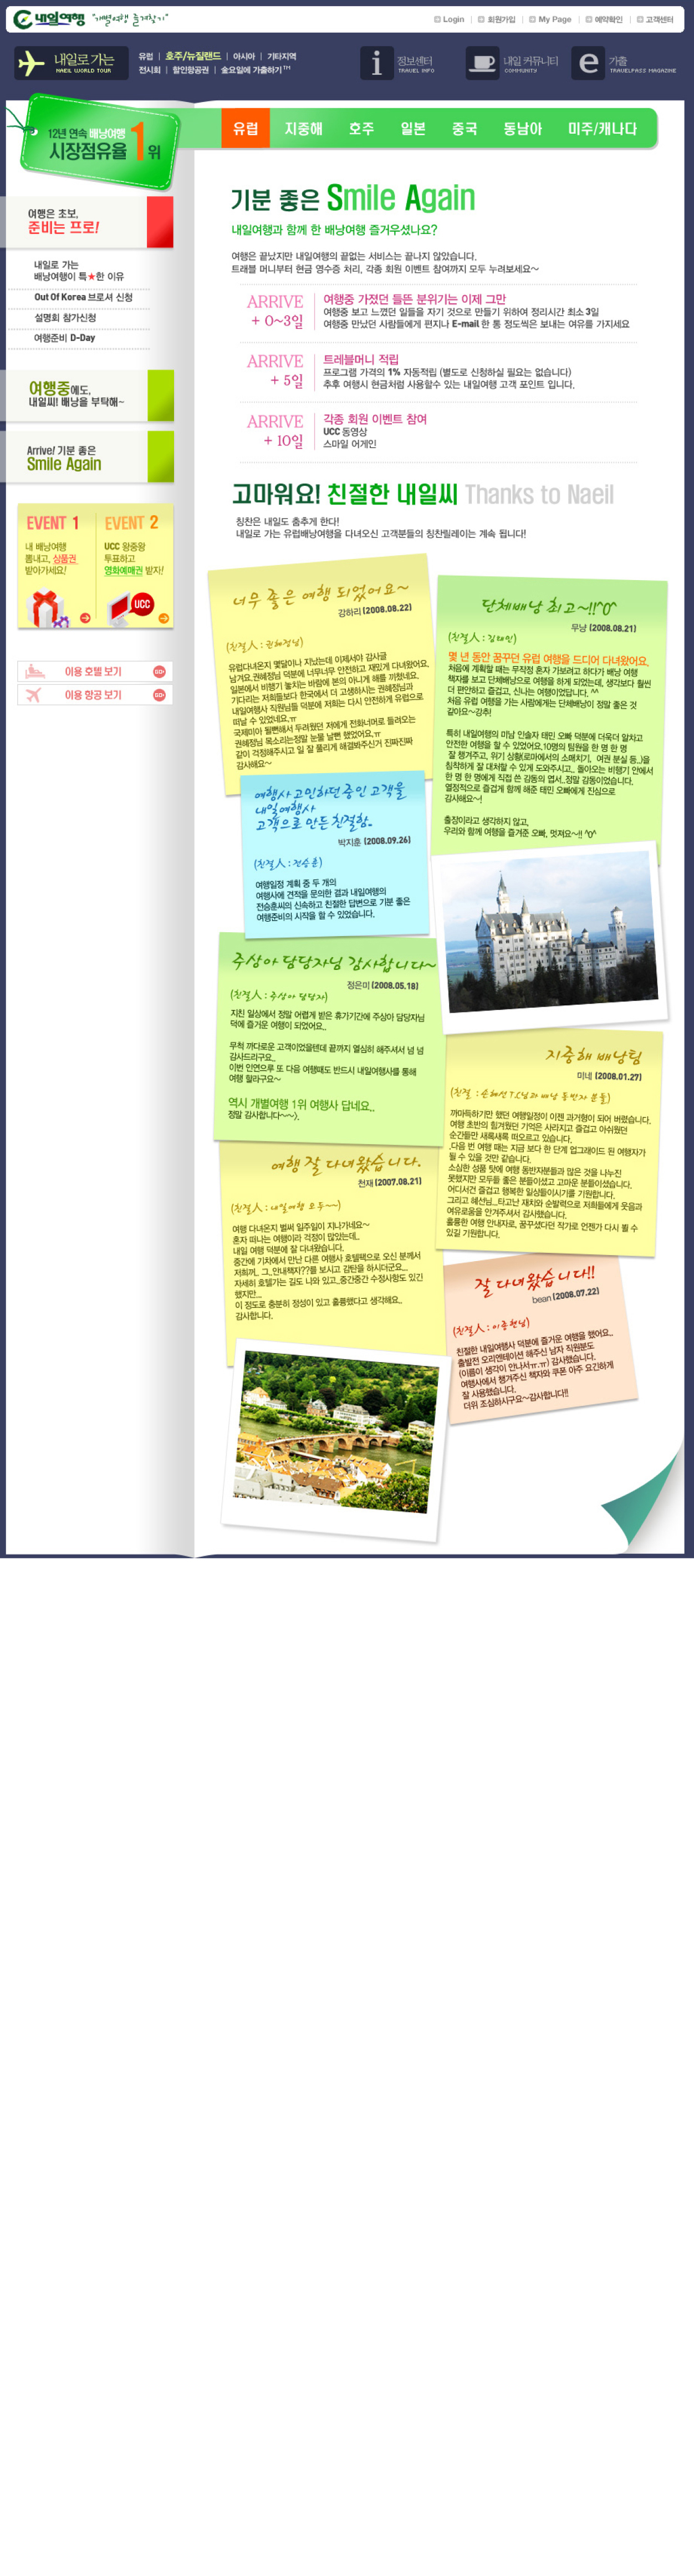 내일여행 "개별여행 즐겨찾기"
Login | 회원가입 | My Page | 예약확인 | 고객센터
내일로 가는
NAEIL WORLD TOUR
유럽 | 호주/뉴질랜드 | 아시아 | 기타지역
전시회 | 할인항공권 | 술요일에 가출하기™
정보센터
TRAVEL INFO
내일 커뮤니티
COMMUNITY
가출
TRAVELPASS MAGAZINE
12년 연속 배낭여행
시장점유율 1위
유럽 지중해 호주 일본 중국 동남아 미주/캐나다
여행은 초보,
준비는 프로!
내일로 가는
배낭여행이 특★한 이유
Out Of Korea 브로셔 신청
설명회 참가신청
여행준비 D-Day
여행중에도,
내일씨! 배낭을 부탁해~
Arrive! 기분 좋은
Smile Again
EVENT 1
내 배낭여행
뽐내고, 상품권
받아가세요!
EVENT 2
UCC 왕중왕
투표하고
영화예매권 받자!
UCC
이용 호텔 보기 GO
이용 항공 보기 GO
기분 좋은 Smile Again
내일여행과 함께 한 배낭여행 즐거우셨나요?
여행은 끝났지만 내일여행의 끝없는 서비스는 끝나지 않았습니다.
트래블 머니부터 현금 영수증 처리, 각종 회원 이벤트 참여까지 모두 누려보세요~
ARRIVE
+ 0~3일
여행중 가졌던 들뜬 분위기는 이제 그만
여행중 보고 느꼈던 일들을 자기 것으로 만들기 위하여 정리시간 최소 3일
여행중 만났던 사람들에게 편지나 E-mail 한 통 정도씩은 보내는 여유를 가지세요
ARRIVE
+ 5일
트레블머니 적립
프로그램 가격의 1% 자동적립 (별도로 신청하실 필요는 없습니다)
추후 여행시 현금처럼 사용할수 있는 내일여행 고객 포인트 입니다.
ARRIVE
+ 10일
각종 회원 이벤트 참여
UCC 동영상
스마일 어게인
고마워요! 친절한 내일씨 Thanks to Naeil
칭찬은 내일도 춤추게 한다!
내일로 가는 유럽배낭여행을 다녀오신 고객분들의 칭찬릴레이는 계속 됩니다!
너무 좋은 여행 되었어요~
강하리 (2008.08.22)
(친절人 : 권혜정님)
유럽다녀온지 몇달이나 지났는데 이제서야 감사글
남겨요.권혜정님 덕분에 너무너무 안전하고 재밌게 다녀왔어요.
일본에서 비행기 놓치는 바람에 본의 아니게 애를 끼쳤네요.
기다리는 저희들보다 한국에서 더 고생하시는 권혜정님과
내일여행사 직원님들 덕분에 저희는 다시 안전하게 유럽으로
떠날 수 있었네요.ㅠ
국제미아 될뻔해서 두려웠던 저에게 전화너머로 들려오는
권혜정님 목소리는정말 눈물 날뻔 했었어요.ㅠ
같이 걱정해주시고 일 잘 풀리게 해결봐주신거 진짜진짜
감사해요~
단체배낭 최고~!!^O^
무냥 (2008.08.21)
(친절人 : 김태민)
몇 년 동안 꿈꾸던 유럽 여행을 드디어 다녀왔어요.
처음에 계획할 때는 무작정 혼자 가보려고 하다가 배낭 여행
책자를 보고 단체배낭으로 여행을 하게 되었는데, 생각보다 훨씬
더 편안하고 즐겁고, 신나는 여행이었답니다. ^^
처음 유럽 여행을 가는 사람에게는 단체배낭이 정말 좋은 것
같아요~강추!
특히 내일여행의 미남 인솔자 태민 오빠 덕분에 더욱더 알차고
안전한 여행을 할 수 있었어요.10명의 팀원을 한 명 한 명
잘 챙겨주고, 위기 상황(로마에서의 소매치기, 여권 분실 등..)을
침착하게 잘 대처할 수 있게 도와주시고.. 돌아오는 비행기 안에서
한 명 한 명에게 직접 쓴 감동의 엽서..정말 감동이었습니다.
열정적으로 즐겁게 함께 해준 태민 오빠에게 진심으로
감사해요~!
출장이라고 생각하지 않고,
우리와 함께 여행을 즐겨준 오빠, 멋져요~!! ^0^
여행사 고민하던 중인 고객을
내일여행사
고객으로 만든 친절함.
박지훈 (2008.09.26)
(친절人 : 전승훈)
여행일정 계획 중 두 개의
여행사에 견적을 문의한 결과 내일여행의
전승훈씨의 신속하고 친절한 답변으로 기분 좋은
여행준비의 시작을 할 수 있었습니다.
주상아 담당자님 감사합니다~
정은미 (2008.05.18)
(친절人 : 주상아 담당자)
지친 일상에서 정말 어렵게 받은 휴가기간에 주상아 담당자님
덕에 즐거운 여행이 되었어요..
무척 까다로운 고객이었을텐데 끝까지 열심히 해주셔서 넘 넘
감사드리구요..
이번 인연으루 또 다음 여행때도 반드시 내일여행사를 통해
여행 할라구요~
역시 개별여행 1위 여행사 답네요..
정말 감사합니다~~).
지중해 배낭팀
미네 (2008.01.27)
(친절 : 손혜선 T.C님과 배낭 동반자 분들)
까마득하기만 했던 여행일정이 이젠 과거형이 되어 버렸습니다.
여행 초반의 힘겨웠던 기억은 사라지고 즐겁고 아쉬웠던
순간들만 새록새록 떠오르고 있습니다.
.다음 번 여행 때는 지금 보다 한 단계 업그레이드 된 여행자가
될 수 있을 것만 같습니다.
소심한 성품 탓에 여행 동반자분들과 많은 것을 나누진
못했지만 모두들 좋은 분들이셨고 고마운 분들이셨습니다.
어디서건 즐겁고 행복한 일상들이시기를 기원합니다.
그리고 혜선님...타고난 재치와 순발력으로 저희들에게 웃음과
여유로움을 안겨주셔서 감사했습니다.
훌륭한 여행 안내자로, 꿈꾸셨다던 작가로 언젠가 다시 뵐 수
있길 기원합니다.
여행 잘 다녀왔습니다.
천재 (2007.08.21)
(친절人 : 내일여행 모두~~)
여행 다녀온지 벌써 일주일이 지나가네요~
혼자 떠나는 여행이라 걱정이 많았는데..
내일 여행 덕분에 잘 다녀왔습니다.
중간에 기차에서 만난 다른 여행사 호텔팩으로 오신 분께서
저희꺼.. 그..안내책자??를 보시고 감탄을 하시더군요...
자세히 호텔가는 길도 나와 있고..중간중간 수정사항도 있긴
했지만...
이 정도로 충분히 정성이 있고 훌륭했다고 생각해요..
감사합니다.
잘 다녀왔습니다!!
bean (2008.07.22)
(친절人 : 이종현님)
친절한 내일여행사 덕분에 즐거운 여행을 했어요..
출발전 오리엔테이션 해주신 남자 직원분도
(이름이 생각이 안나서ㅠ.ㅠ) 감사했습니다.
여행사에서 챙겨주신 책자와 쿠폰 아주 요긴하게
잘 사용했습니다.
더위 조심하시구요~감사합니다!!